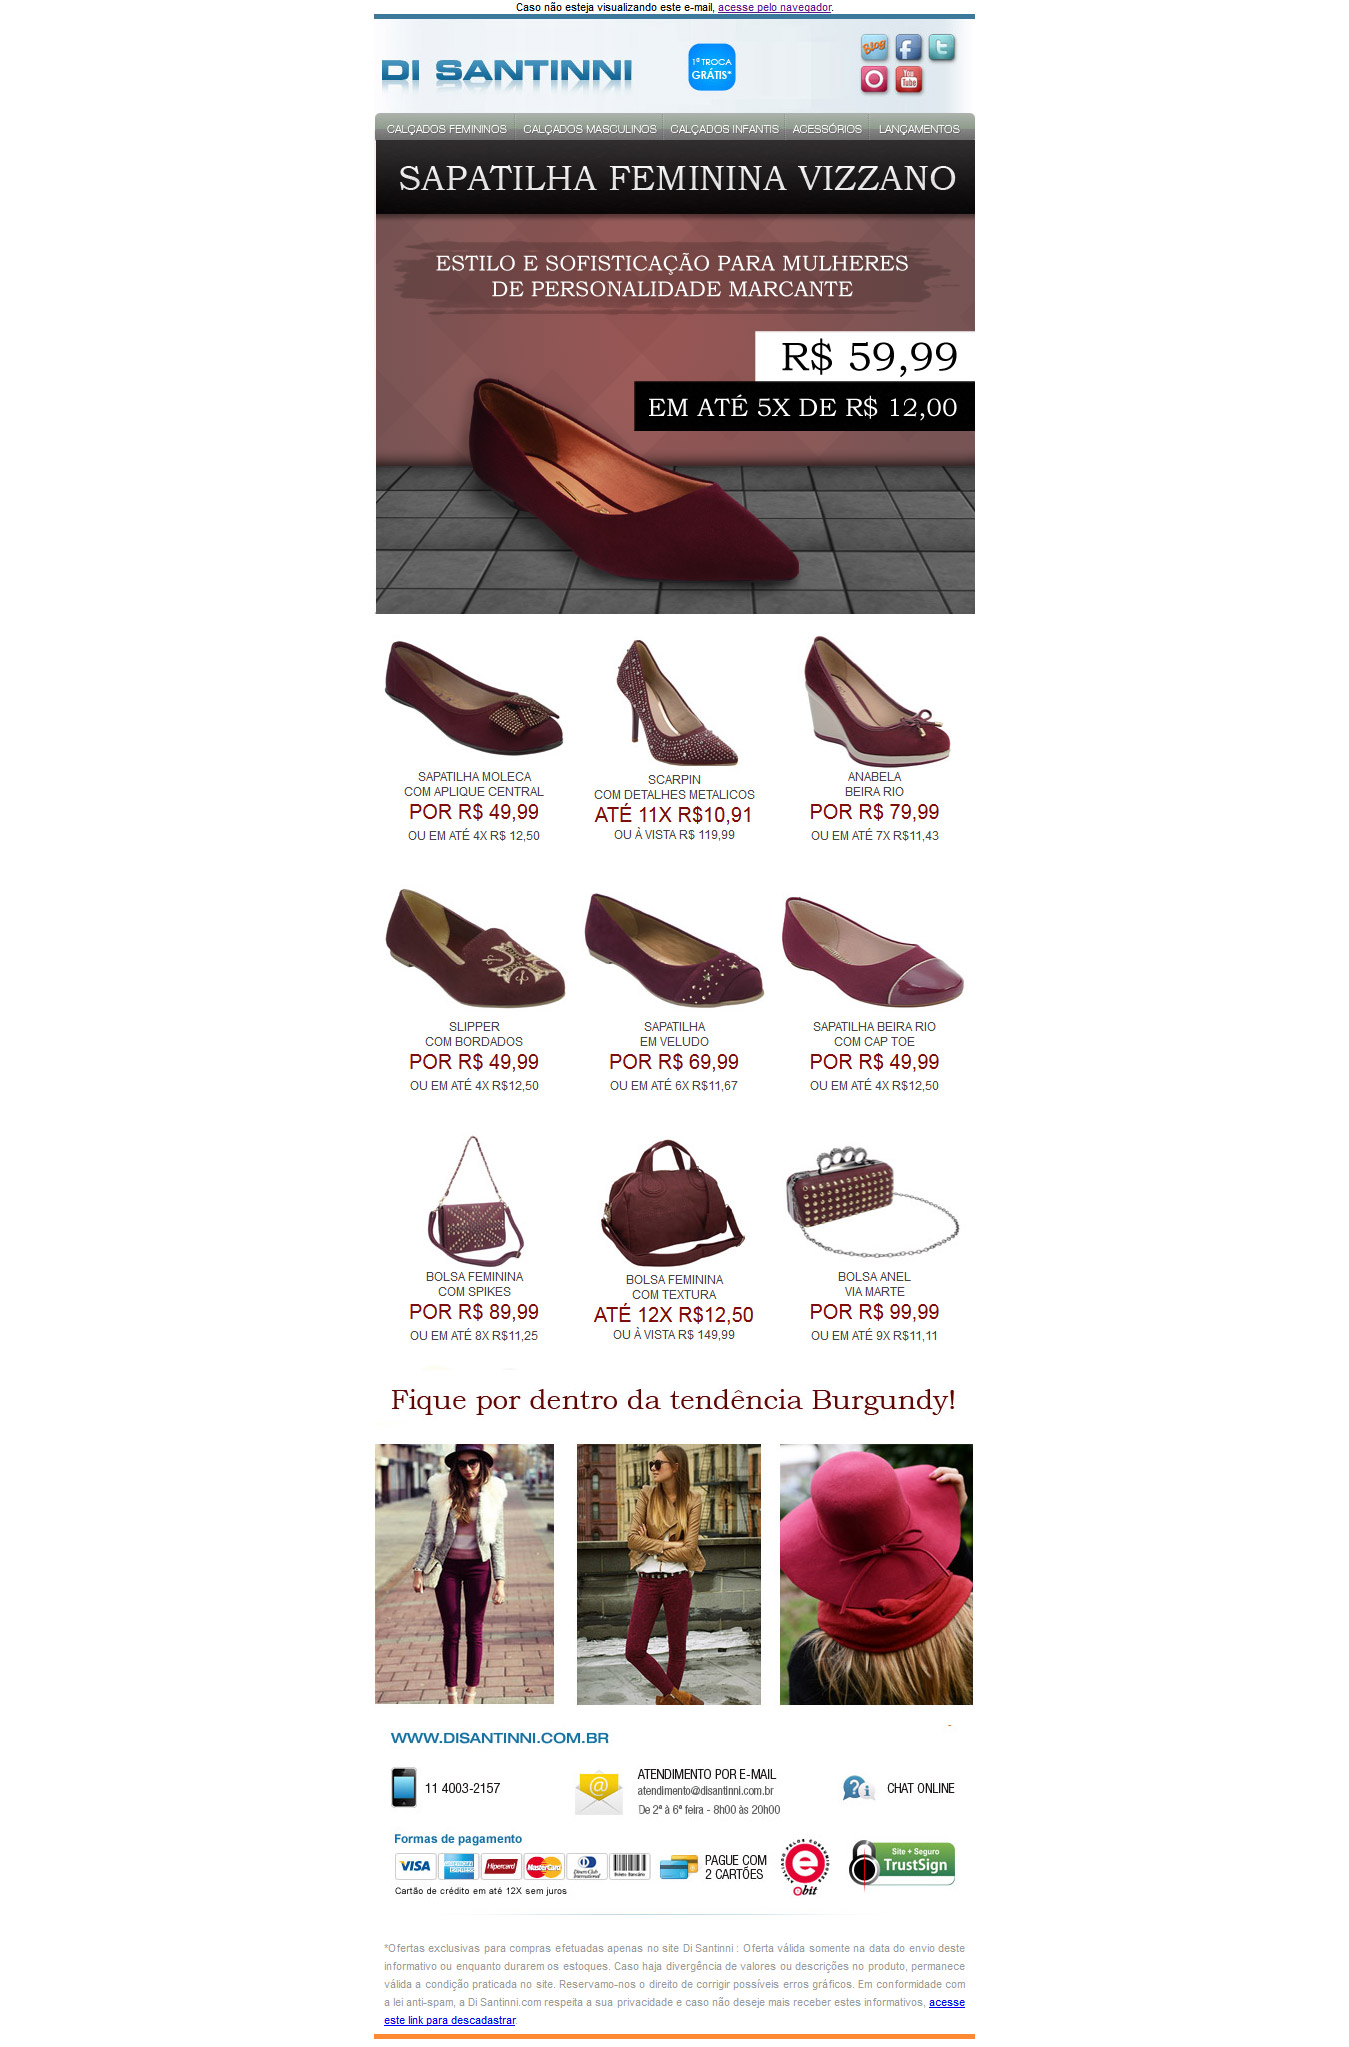 Caso não esteja visualizando este e-mail, acesse pelo navegador.
DI SANTINNI
1ª TROCA
GRÁTIS*
Blog
f
t
You
Tube
CALÇADOS FEMININOS
CALÇADOS MASCULINOS
CALÇADOS INFANTIS
ACESSÓRIOS
LANÇAMENTOS
SAPATILHA FEMININA VIZZANO
ESTILO E SOFISTICAÇÃO PARA MULHERES
DE PERSONALIDADE MARCANTE
R$ 59,99
EM ATÉ 5X DE R$ 12,00
SAPATILHA MOLECA
COM APLIQUE CENTRAL
POR R$ 49,99
OU EM ATÉ 4X R$ 12,50
SCARPIN
COM DETALHES METALICOS
ATÉ 11X R$10,91
OU À VISTA R$ 119,99
ANABELA
BEIRA RIO
POR R$ 79,99
OU EM ATÉ 7X R$11,43
SLIPPER
COM BORDADOS
POR R$ 49,99
OU EM ATÉ 4X R$12,50
SAPATILHA
EM VELUDO
POR R$ 69,99
OU EM ATÉ 6X R$11,67
SAPATILHA BEIRA RIO
COM CAP TOE
POR R$ 49,99
OU EM ATÉ 4X R$12,50
BOLSA FEMININA
COM SPIKES
POR R$ 89,99
OU EM ATÉ 8X R$11,25
BOLSA FEMININA
COM TEXTURA
ATÉ 12X R$12,50
OU À VISTA R$ 149,99
BOLSA ANEL
VIA MARTE
POR R$ 99,99
OU EM ATÉ 9X R$11,11
Fique por dentro da tendência Burgundy!
WWW.DISANTINNI.COM.BR
11 4003-2157
ATENDIMENTO POR E-MAIL
atendimento@disantinni.com.br
De 2ª à 6ª feira - 8h00 às 20h00
CHAT ONLINE
Formas de pagamento
VISA
Hipercard
MasterCard
Diners Club
International
Boleto Bancário
PAGUE COM
2 CARTÕES
e
ebit
Site + Seguro
TrustSign
Cartão de crédito em até 12X sem juros
*Ofertas exclusivas para compras efetuadas apenas no site Di Santinni : Oferta válida somente na data do envio deste
informativo ou enquanto durarem os estoques. Caso haja divergência de valores ou descrições no produto, permanece
válida a condição praticada no site. Reservamo-nos o direito de corrigir possíveis erros gráficos. Em conformidade com
a lei anti-spam, a Di Santinni.com respeita a sua privacidade e caso não deseje mais receber estes informativos, acesse
este link para descadastrar.